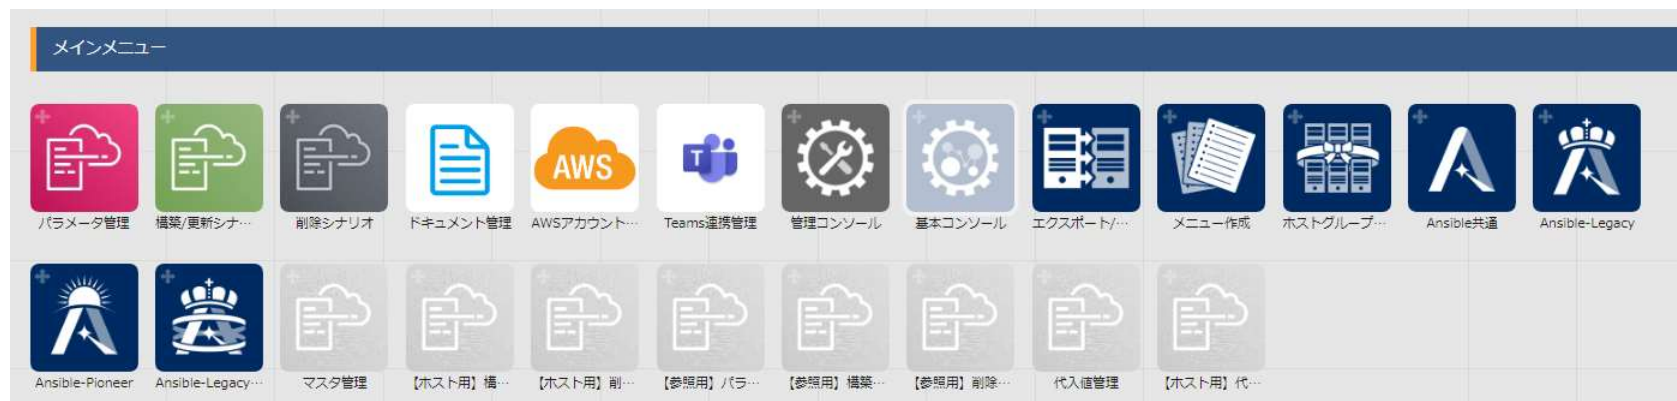 メインメニュー
AWS
T
パラメータ管理 構築/更新シナ… 削除シナリオ ドキュメント管理 AWSアカウント… Teams連携管理 管理コンソール 基本コンソール エクスポート/… メニュー作成 ホストグループ… Ansible共通 Ansible-Legacy
Ansible-Pioneer Ansible-Legacy… マスタ管理 【ホスト用】構… 【ホスト用】削… 【参照用】パラ… 【参照用】構築… 【参照用】削除… 代入値管理 【ホスト用】代…